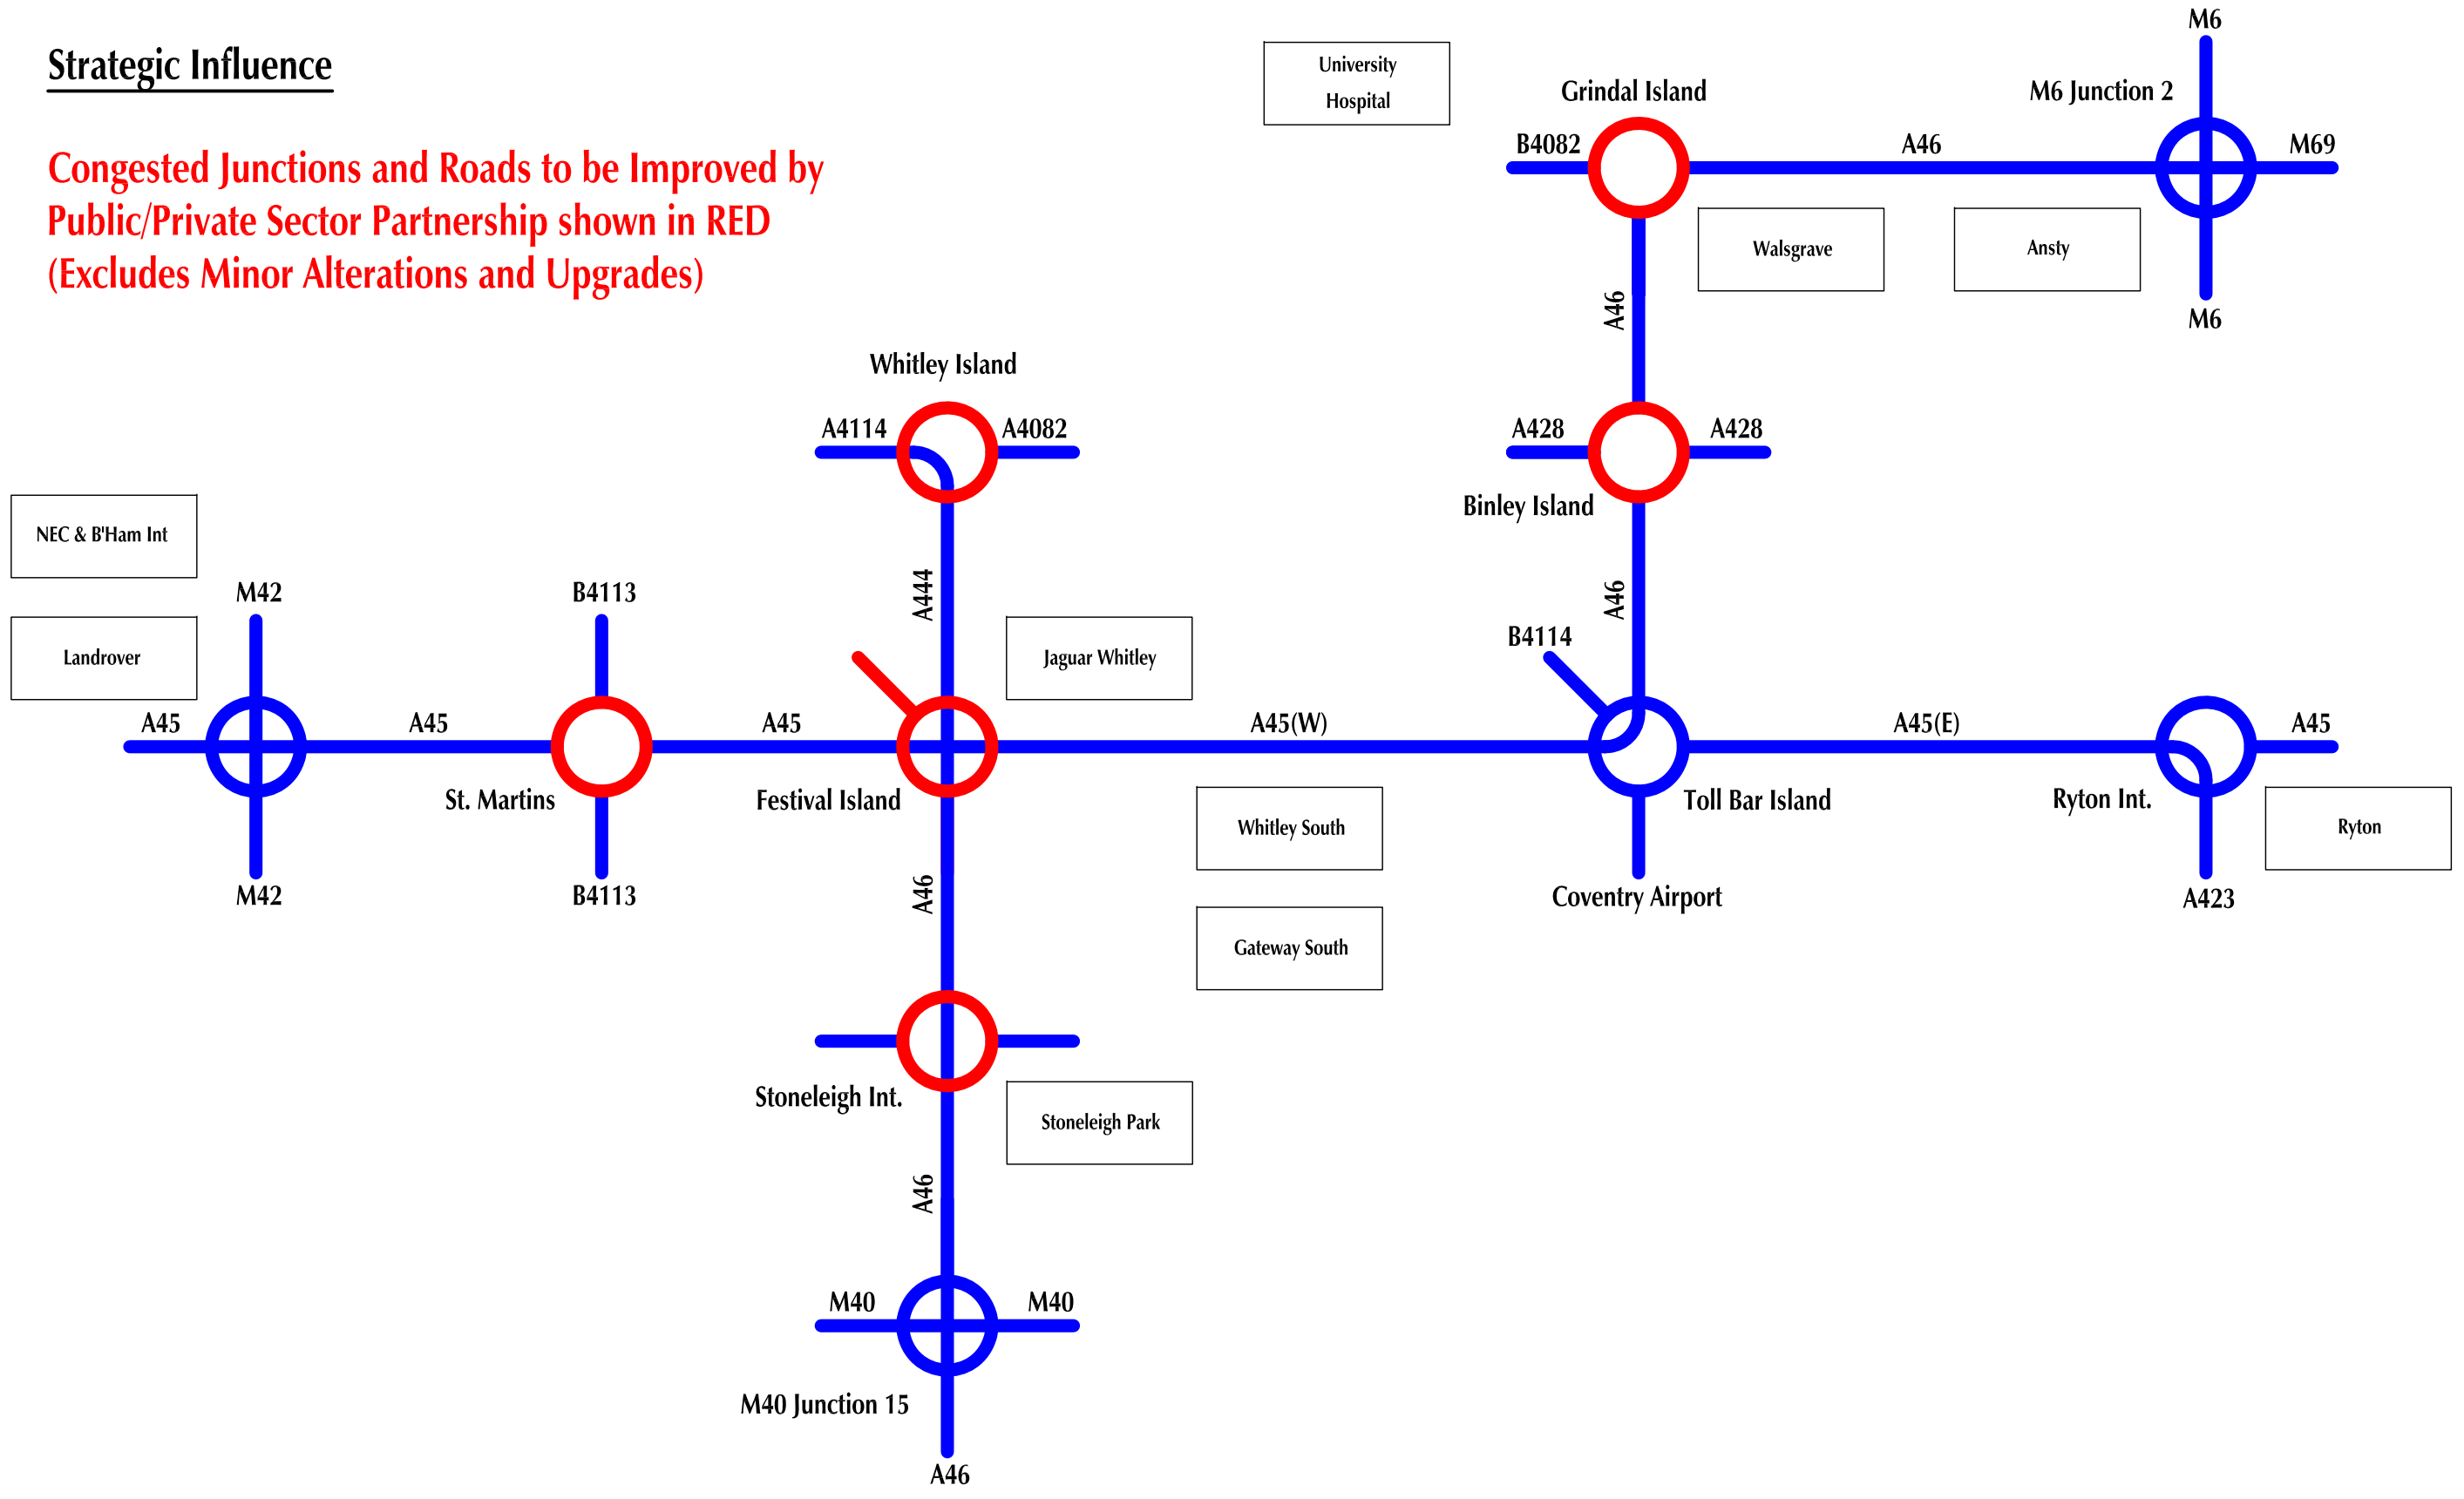 Strategic Influence
Congested Junctions and Roads to be Improved by
Public/Private Sector Partnership shown in RED
(Excludes Minor Alterations and Upgrades)
University
Hospital
Grindal Island
B4082
A46
M6
M6 Junction 2
M69
M6
Walsgrave
Ansty
A46
Whitley Island
A4114
A4082
A428
A428
Binley Island
NEC & B'Ham Int
Landrover
M42
B4113
A444
Jaguar Whitley
A46
B4114
A45
A45
A45
A45(W)
A45(E)
A45
St. Martins
Festival Island
Toll Bar Island
Ryton Int.
Whitley South
Ryton
M42
B4113
A46
Coventry Airport
A423
Gateway South
Stoneleigh Int.
Stoneleigh Park
A46
M40
M40
M40 Junction 15
A46